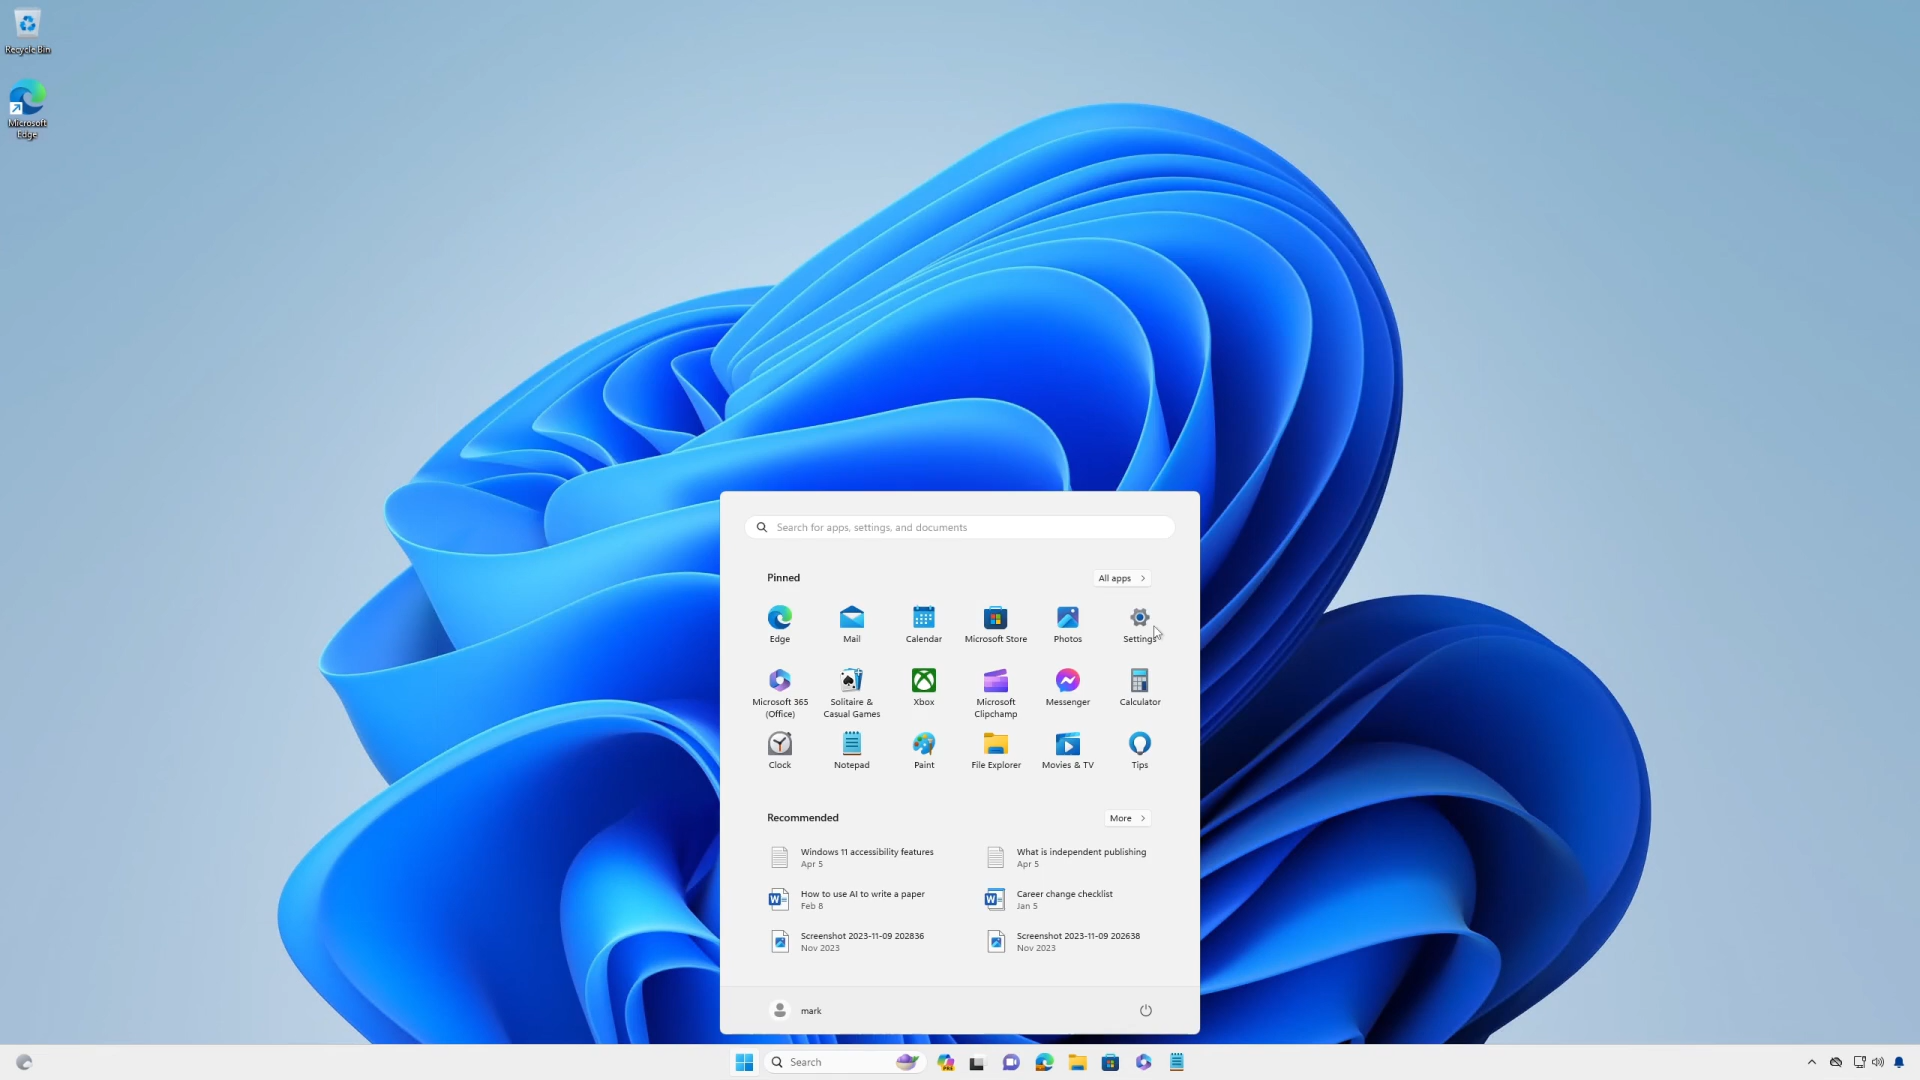 Recycle Bin
Microsoft
Edge
Search for apps, settings, and documents
Pinned
All apps
Edge
Mail
Calendar
Microsoft Store
Photos
Settings
Microsoft 365
(Office)
Solitaire &
Casual Games
Xbox
Microsoft
Clipchamp
Messenger
Calculator
Clock
Notepad
Paint
File Explorer
Movies & TV
Tips
Recommended
More
Windows 11 accessibility features
Apr 5
What is independent publishing
Apr 5
How to use AI to write a paper
Feb 8
Career change checklist
Jan 5
Screenshot 2023-11-09 202836
Nov 2023
Screenshot 2023-11-09 202638
Nov 2023
mark
Search
PRE